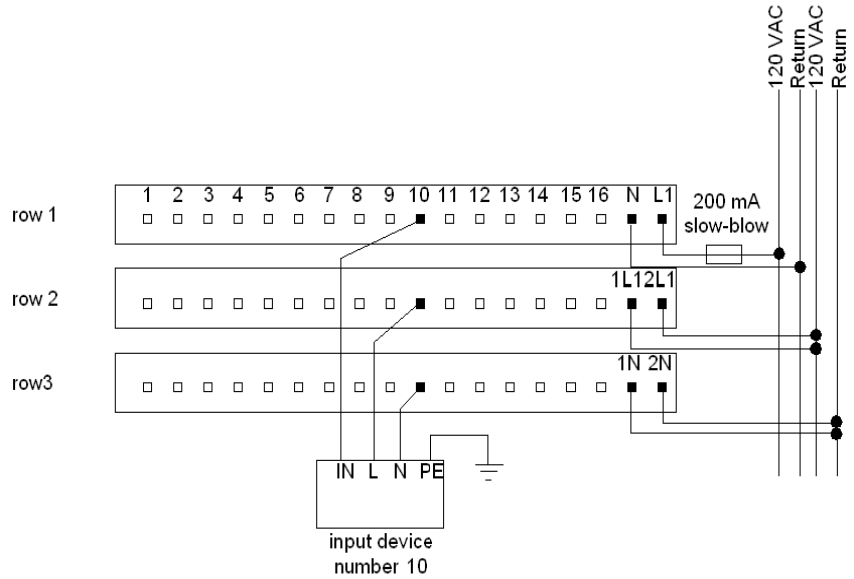 120 VAC
Return
120 VAC
Return
row 1
1 2 3 4 5 6 7 8 9 10 11 12 13 14 15 16 N L1
200 mA
slow-blow
row 2
1L12L1
row3
1N 2N
IN L N PE
input device
number 10